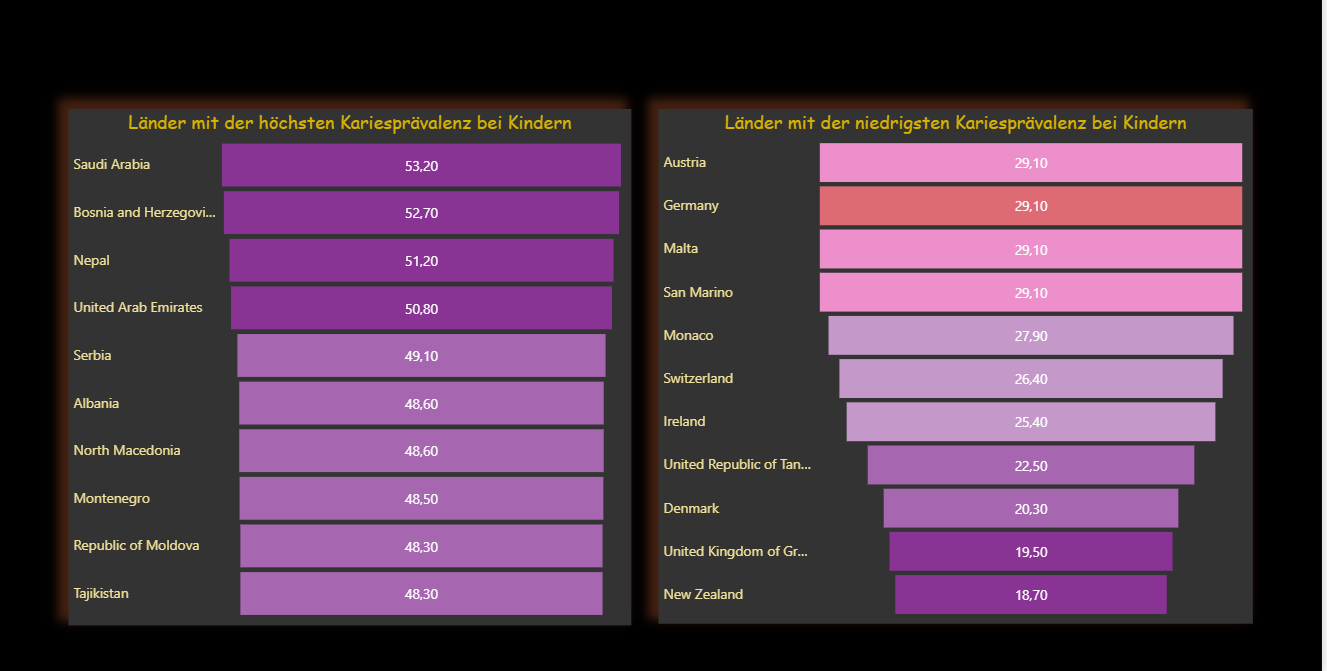 Länder mit der höchsten Kariesprävalenz bei Kindern
Saudi Arabia 53,20
Bosnia and Herzegovi... 52,70
Nepal 51,20
United Arab Emirates 50,80
Serbia 49,10
Albania 48,60
North Macedonia 48,60
Montenegro 48,50
Republic of Moldova 48,30
Tajikistan 48,30
Länder mit der niedrigsten Kariesprävalenz bei Kindern
Austria 29,10
Germany 29,10
Malta 29,10
San Marino 29,10
Monaco 27,90
Switzerland 26,40
Ireland 25,40
United Republic of Tan... 22,50
Denmark 20,30
United Kingdom of Gr... 19,50
New Zealand 18,70